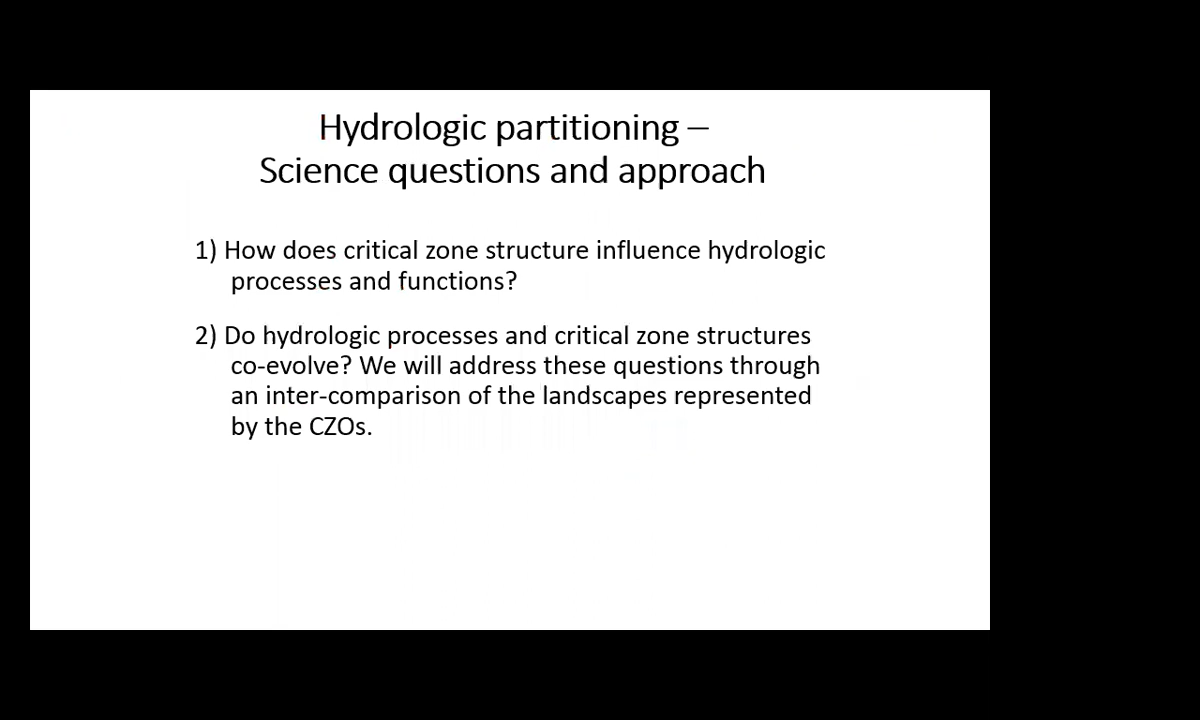 Hydrologic partitioning –
Science questions and approach
1) How does critical zone structure influence hydrologic
processes and functions?
2) Do hydrologic processes and critical zone structures
co-evolve? We will address these questions through
an inter-comparison of the landscapes represented
by the CZOs.